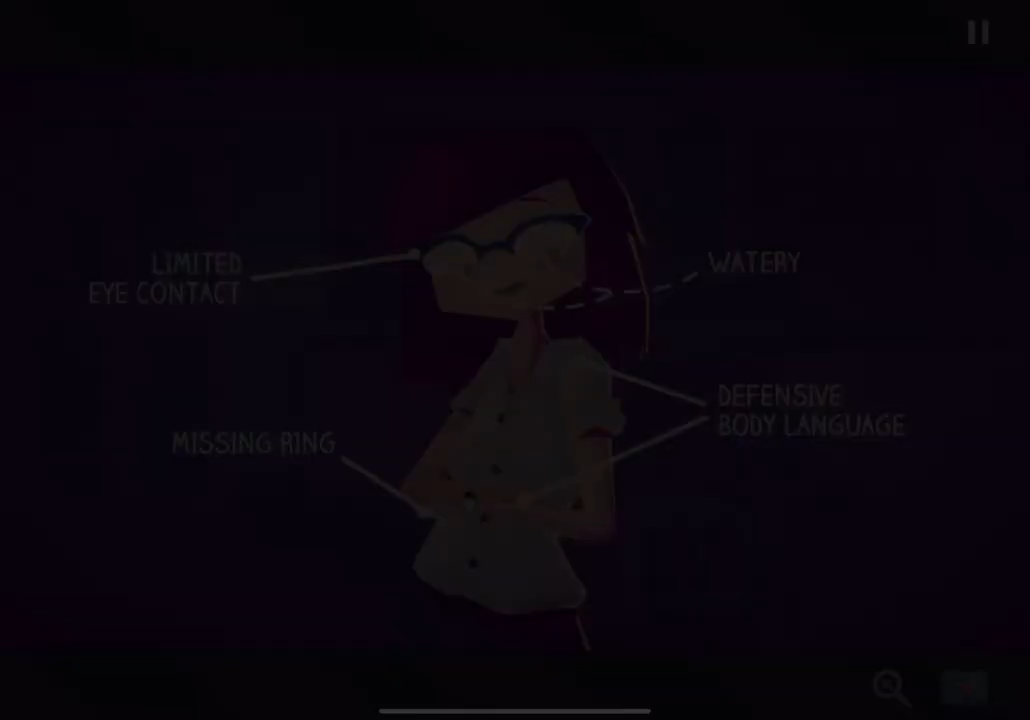 LIMITED
EYE CONTACT
WATERY
DEFENSIVE
BODY LANGUAGE
MISSING RING